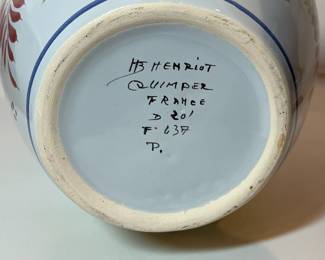 HB HENRIOT
QUIMPER
FRANCE
D 201
F. 637
P.